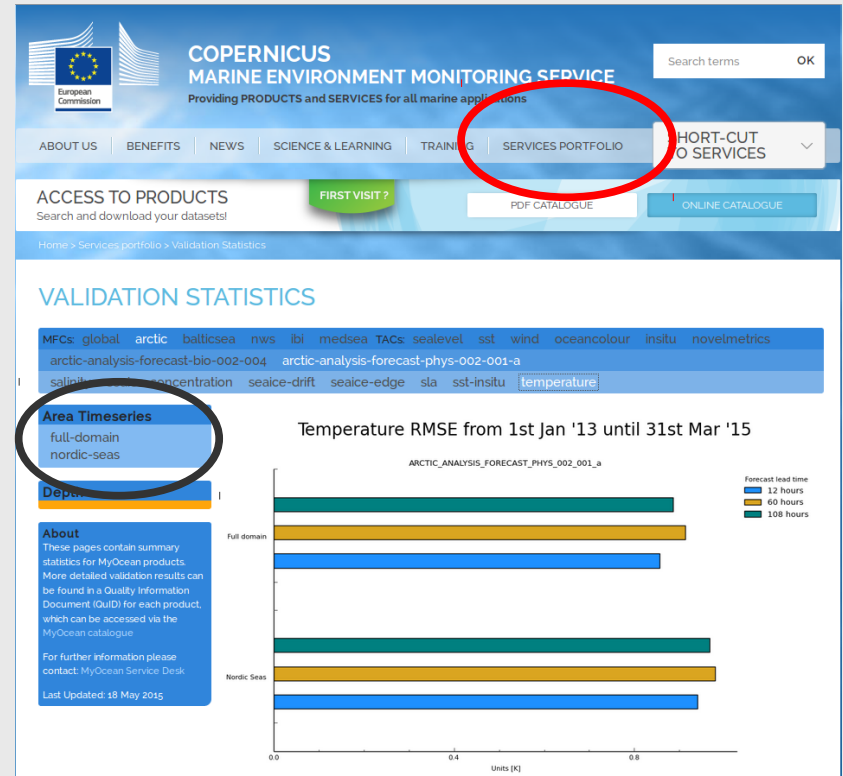 European
Commission
COPERNICUS
MARINE ENVIRONMENT MONITORING SERVICE
Providing PRODUCTS and SERVICES for all marine applications
Search terms OK
ABOUT US BENEFITS NEWS SCIENCE & LEARNING TRAINING SERVICES PORTFOLIO
SHORT-CUT
TO SERVICES
ACCESS TO PRODUCTS
Search and download your datasets!
FIRST VISIT ?
PDF CATALOGUE
ONLINE CATALOGUE
Home > Services portfolio > Validation Statistics
VALIDATION STATISTICS
MFCs: global arctic balticsea nws ibi medsea TACs: sealevel sst wind oceancolour insitu novelmetrics
arctic-analysis-forecast-bio-002-004 arctic-analysis-forecast-phys-002-001-a
salinity concentration seaice-drift seaice-edge sla sst-insitu temperature
Area Timeseries
full-domain
nordic-seas
About
These pages contain summary
statistics for MyOcean products.
More detailed validation results can
be found in a Quality Information
Document (QuID) for each product,
which can be accessed via the
MyOcean catalogue
For further information please
contact: MyOcean Service Desk
Last Updated: 18 May 2015
Temperature RMSE from 1st Jan '13 until 31st Mar '15
ARCTIC_ANALYSIS_FORECAST_PHYS_002_001_a
Forecast lead time
12 hours
60 hours
108 hours
Full domain
Nordic Seas
0.0 0.4 0.8
Units [K]